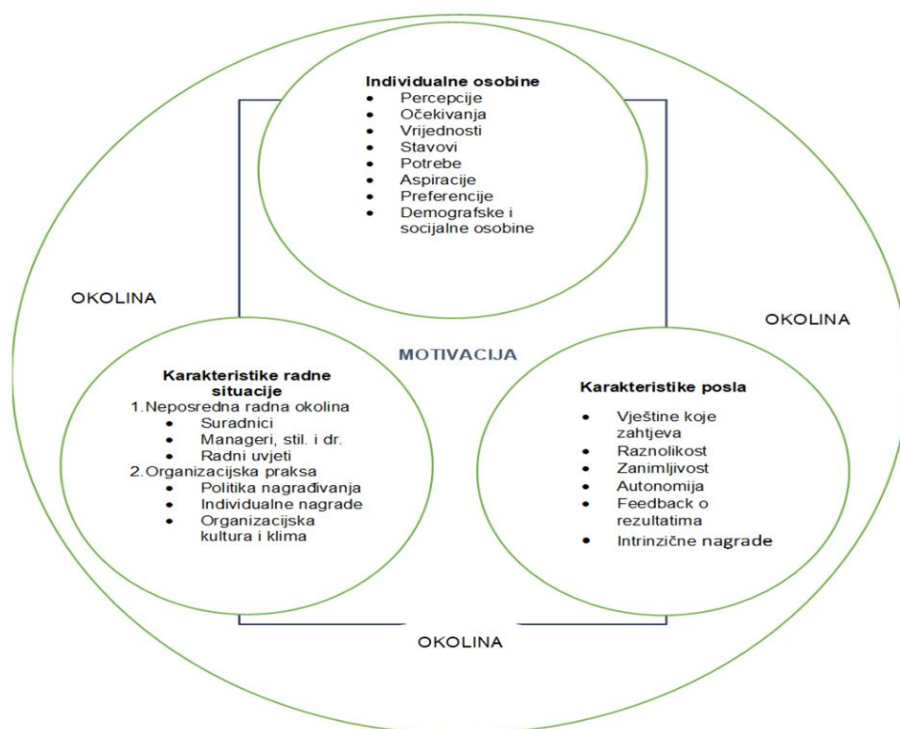 Individualne osobine
• Percepcije
• Očekivanja
• Vrijednosti
• Stavovi
• Potrebe
• Aspiracije
• Preferencije
• Demografske i
socijalne osobine
OKOLINA
OKOLINA
MOTIVACIJA
Karakteristike radne
situacije
1.Neposredna radna okolina
• Suradnici
• Manageri, stil. i dr.
• Radni uvjeti
2.Organizacijska praksa
• Politika nagrađivanja
• Individualne nagrade
• Organizacijska
kultura i klima
Karakteristike posla
• Vještine koje
zahtjeva
• Raznolikost
• Zanimljivost
• Autonomija
• Feedback o
rezultatima
• Intrinzične nagrade
OKOLINA